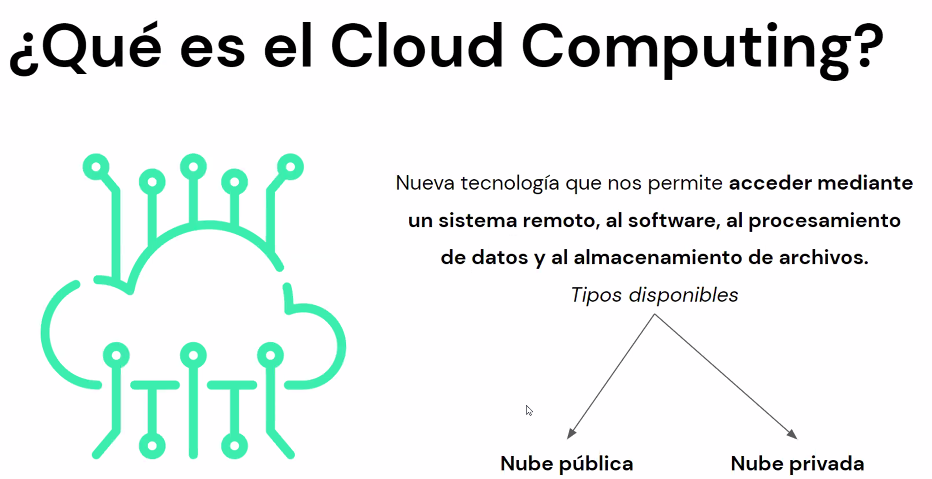 ¿Qué es el Cloud Computing?
Nueva tecnología que nos permite acceder mediante
un sistema remoto, al software, al procesamiento
de datos y al almacenamiento de archivos.
Tipos disponibles
Nube pública
Nube privada